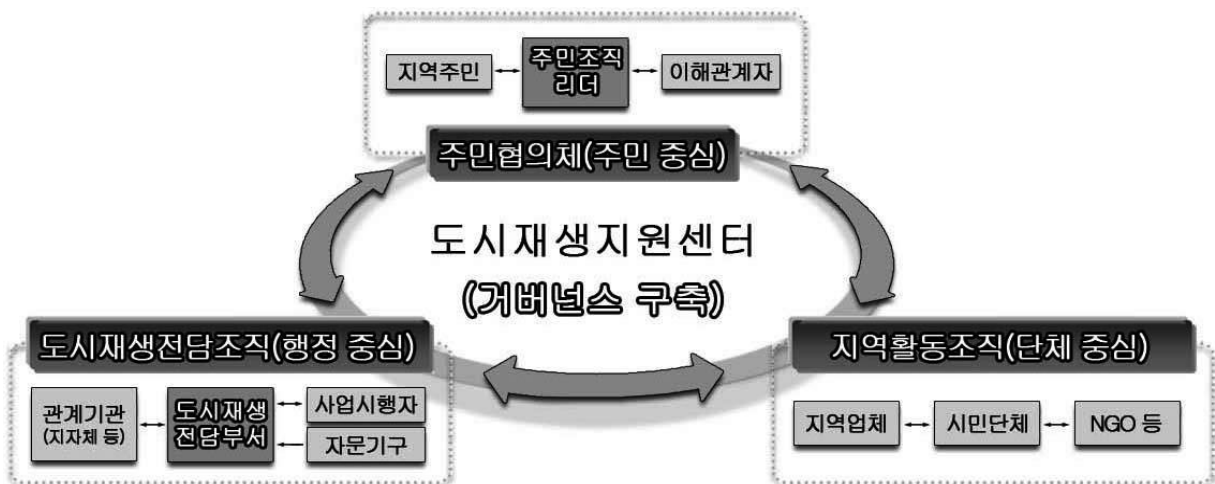 지역주민
주민조직
리더
이해관계자
주민협의체(주민 중심)
도시재생지원센터
(거버넌스 구축)
도시재생전담조직(행정 중심)
관계기관
(지자체 등)
도시재생
전담부서
사업시행자
자문기구
지역활동조직(단체 중심)
지역업체
시민단체
NGO 등